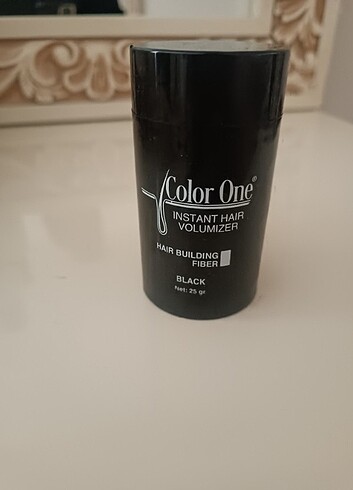 Color One®
INSTANT HAIR
VOLUMIZER
HAIR BUILDING
FIBER
BLACK
Net: 25 gr